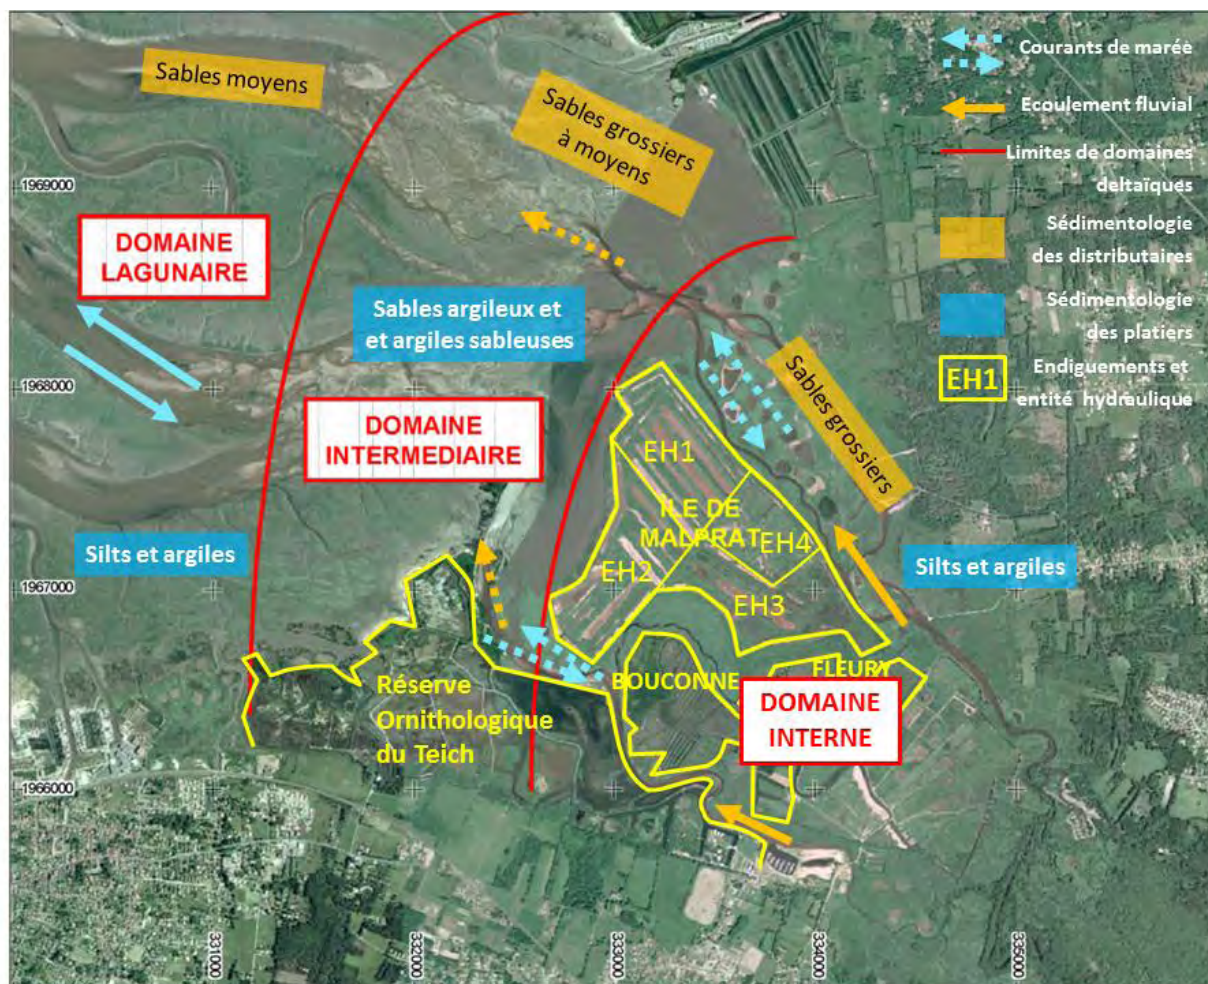 Sables moyens
Sables grossiers
à moyens
Courants de marée
Ecoulement fluvial
Limites de domaines
deltaïques
Sédimentologie
des distributaires
Sédimentologie
des platiers
EH1
Endiguements et
entité hydraulique
1969000
DOMAINE
LAGUNAIRE
Sables argileux et
et argiles sableuses
1968000
DOMAINE
INTERMEDIAIRE
Sables grossiers
EH1
ILE DE
MALPRAT
EH4
EH2
EH3
Silts et argiles
Silts et argiles
1967000
BOUCONNE
FLEURY
Réserve
Ornithologique
du Teich
DOMAINE
INTERNE
1966000
331000
332000
333000
334000
335000